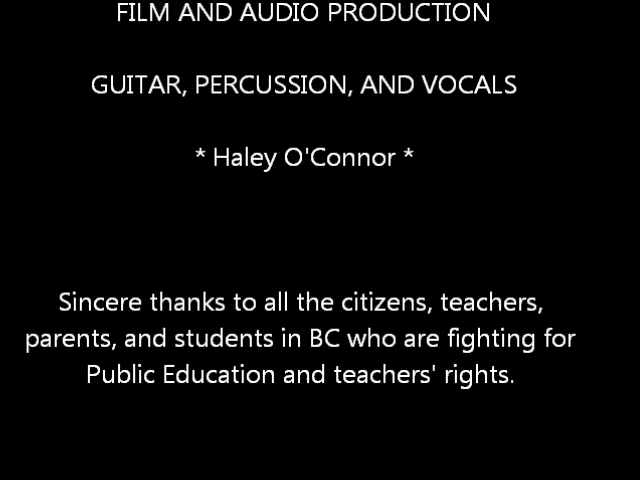 FILM AND AUDIO PRODUCTION
GUITAR, PERCUSSION, AND VOCALS
* Haley O'Connor *
Sincere thanks to all the citizens, teachers,
parents, and students in BC who are fighting for
Public Education and teachers' rights.